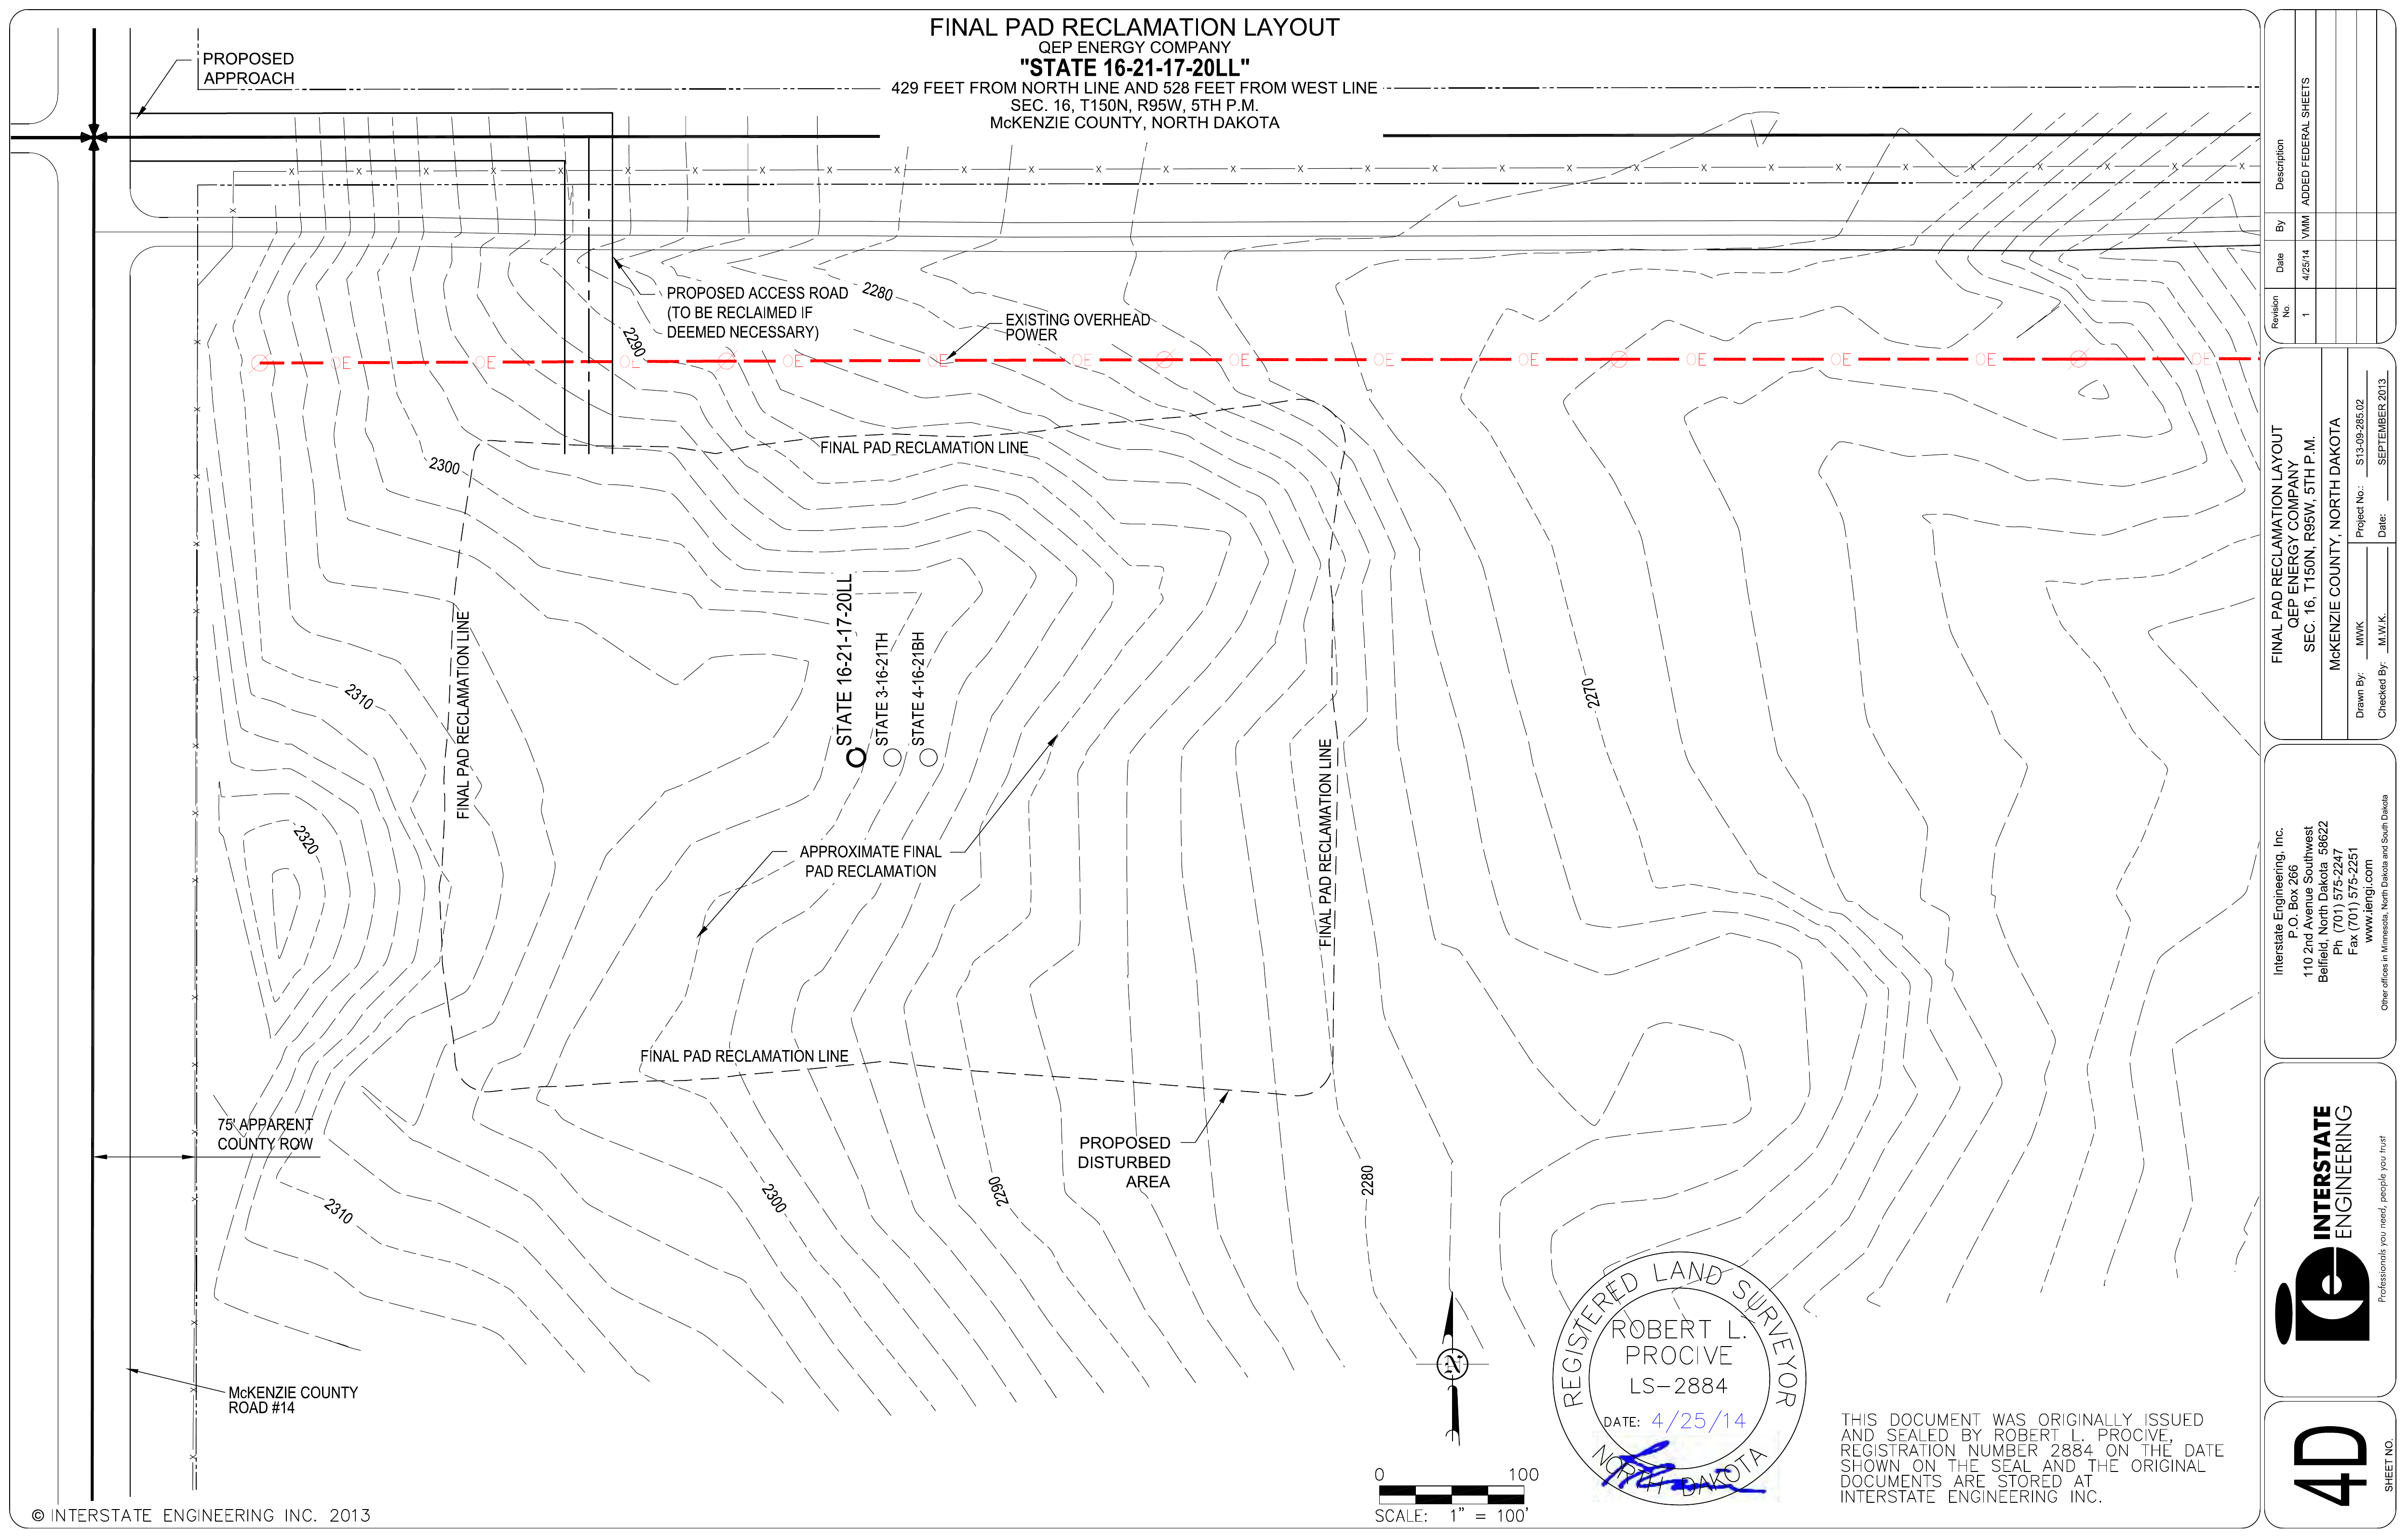 FINAL PAD RECLAMATION LAYOUT
QEP ENERGY COMPANY
"STATE 16-21-17-20LL"
429 FEET FROM NORTH LINE AND 528 FEET FROM WEST LINE
SEC. 16, T150N, R95W, 5TH P.M.
McKENZIE COUNTY, NORTH DAKOTA
PROPOSED
APPROACH
PROPOSED ACCESS ROAD
(TO BE RECLAIMED IF
DEEMED NECESSARY)
2280
2290
EXISTING OVERHEAD
POWER
OE OE OE OE OE OE OE OE OE OE OE OE OE
FINAL PAD RECLAMATION LINE
2300
FINAL PAD RECLAMATION LINE
STATE 16-21-17-20LL
STATE 3-16-21TH
STATE 4-16-21BH
2310
2270
2320
APPROXIMATE FINAL
PAD RECLAMATION
FINAL PAD RECLAMATION LINE
FINAL PAD RECLAMATION LINE
75' APPARENT
COUNTY ROW
PROPOSED
DISTURBED
AREA
2310
2300
2290
2280
McKENZIE COUNTY
ROAD #14
N
0 100
SCALE: 1" = 100'
REGISTERED LAND SURVEYOR
ROBERT L.
PROCIVE
LS-2884
DATE: 4/25/14
NORTH DAKOTA
THIS DOCUMENT WAS ORIGINALLY ISSUED
AND SEALED BY ROBERT L. PROCIVE,
REGISTRATION NUMBER 2884 ON THE DATE
SHOWN ON THE SEAL AND THE ORIGINAL
DOCUMENTS ARE STORED AT
INTERSTATE ENGINEERING INC.
© INTERSTATE ENGINEERING INC. 2013
Revision No. Date By Description
1 4/25/14 VMM ADDED FEDERAL SHEETS
FINAL PAD RECLAMATION LAYOUT
QEP ENERGY COMPANY
SEC. 16, T150N, R95W, 5TH P.M.
McKENZIE COUNTY, NORTH DAKOTA
Drawn By: MWK Project No.: S13-09-285.02
Checked By: M.W.K. Date: SEPTEMBER 2013
Interstate Engineering, Inc.
P.O. Box 266
110 2nd Avenue Southwest
Belfield, North Dakota 58622
Ph (701) 575-2247
Fax (701) 575-2251
www.iengi.com
Other offices in Minnesota, North Dakota and South Dakota
INTERSTATE
ENGINEERING
Professionals you need, people you trust
4D
SHEET NO.